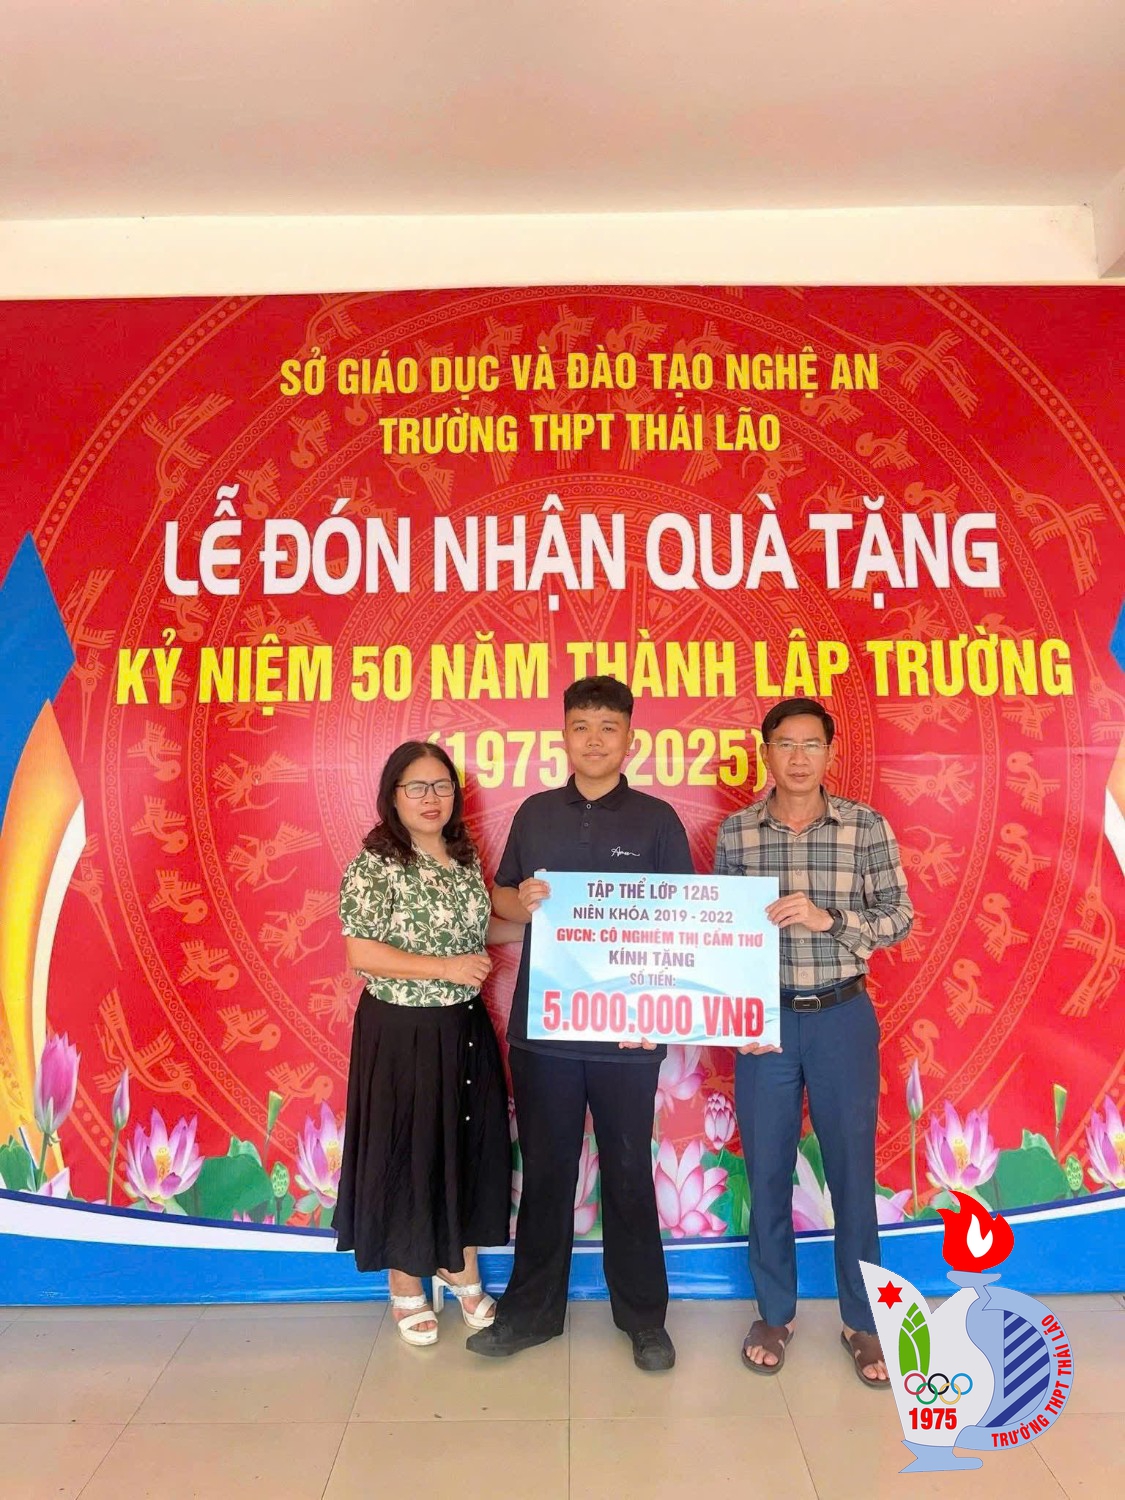 SỞ GIÁO DỤC VÀ ĐÀO TẠO NGHỆ AN
TRƯỜNG THPT THÁI LÃO
LỄ ĐÓN NHẬN QUÀ TẶNG
KỶ NIỆM 50 NĂM THÀNH LẬP TRƯỜNG
(1975 - 2025)
TẬP THỂ LỚP 12A5
NIÊN KHÓA 2019 - 2022
GVCN: CÔ NGHIÊM THỊ CẨM THƠ
KÍNH TẶNG
SỐ TIỀN:
5.000.000 VNĐ
1975
TRƯỜNG THPT THÁI LÃO